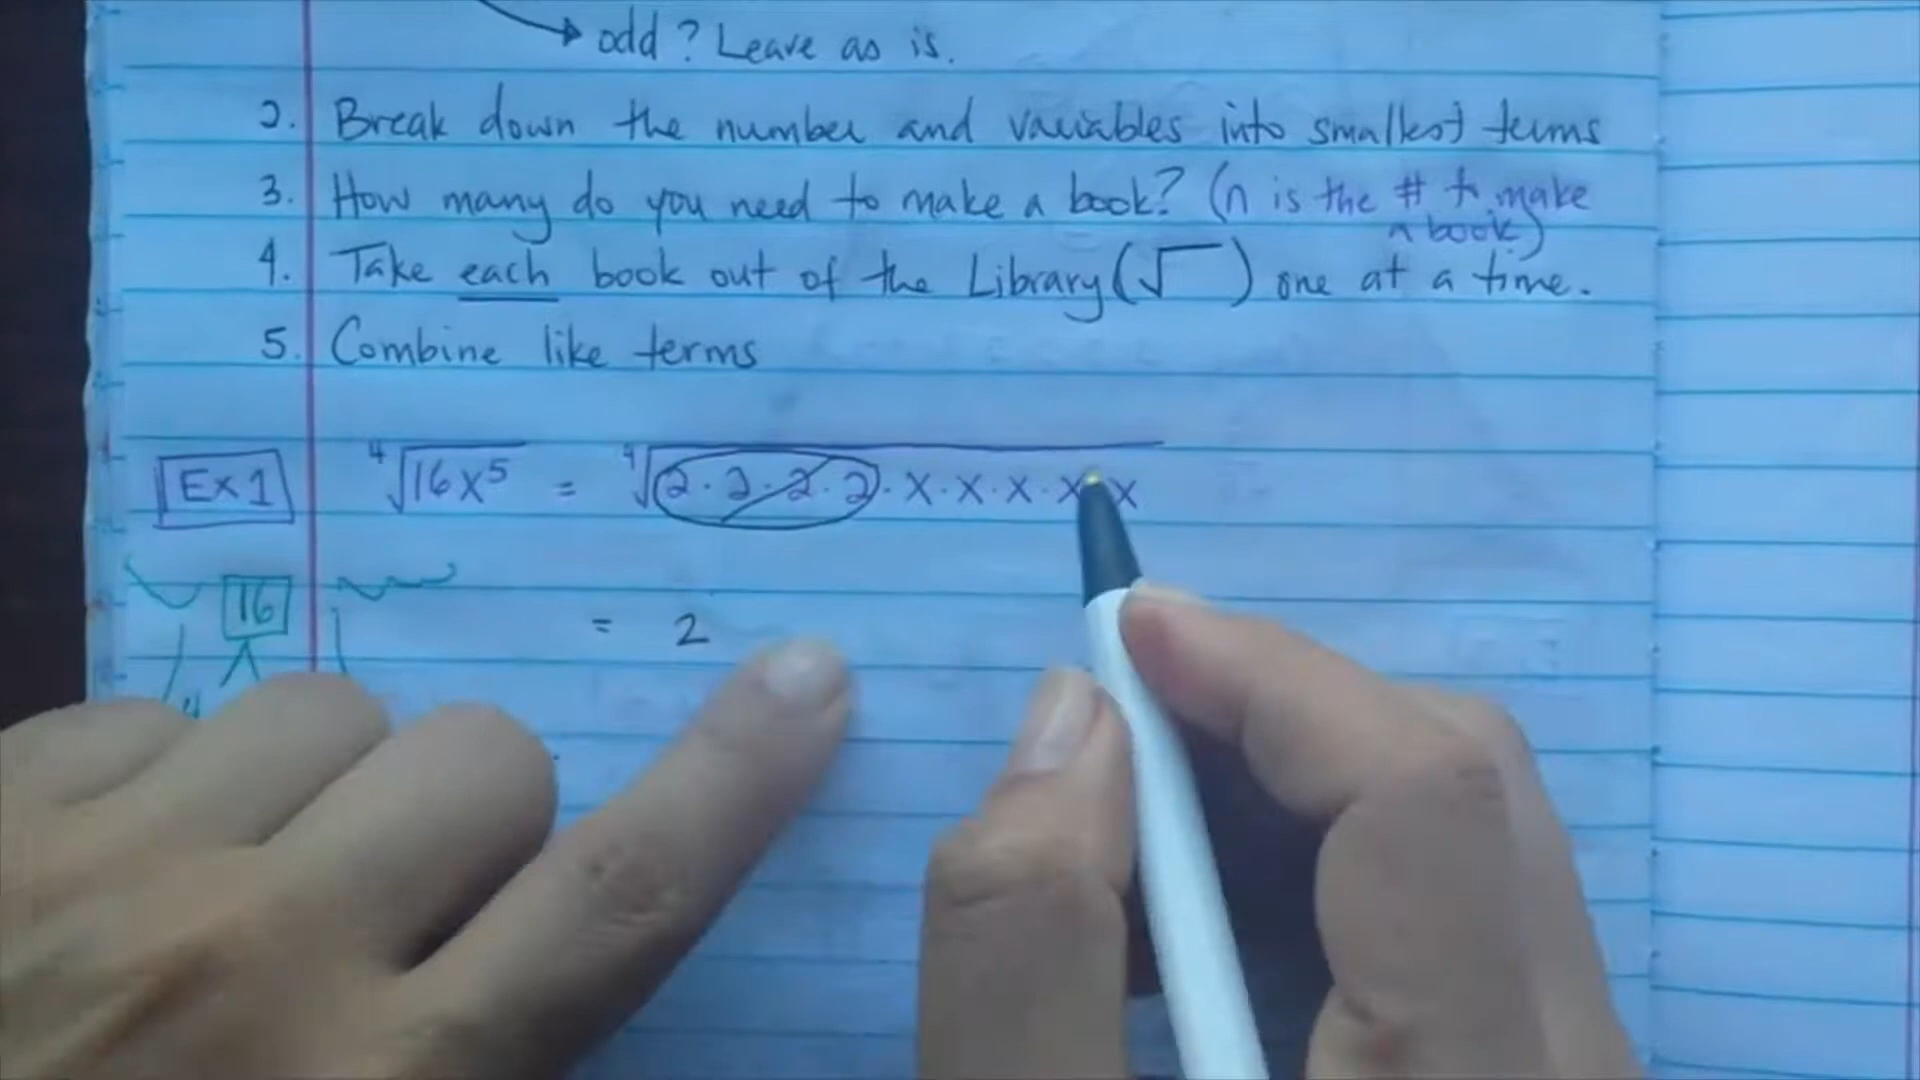 odd? Leave as is.
2. Break down the number and variables into smallest terms
3. How many do you need to make a book? (n is the # to make a book)
4. Take each book out of the Library (√ ) one at a time.
5. Combine like terms
Ex 1 ⁴√16x⁵ = ⁴√2·2·2·2·x·x·x·x·x
16
= 2
4